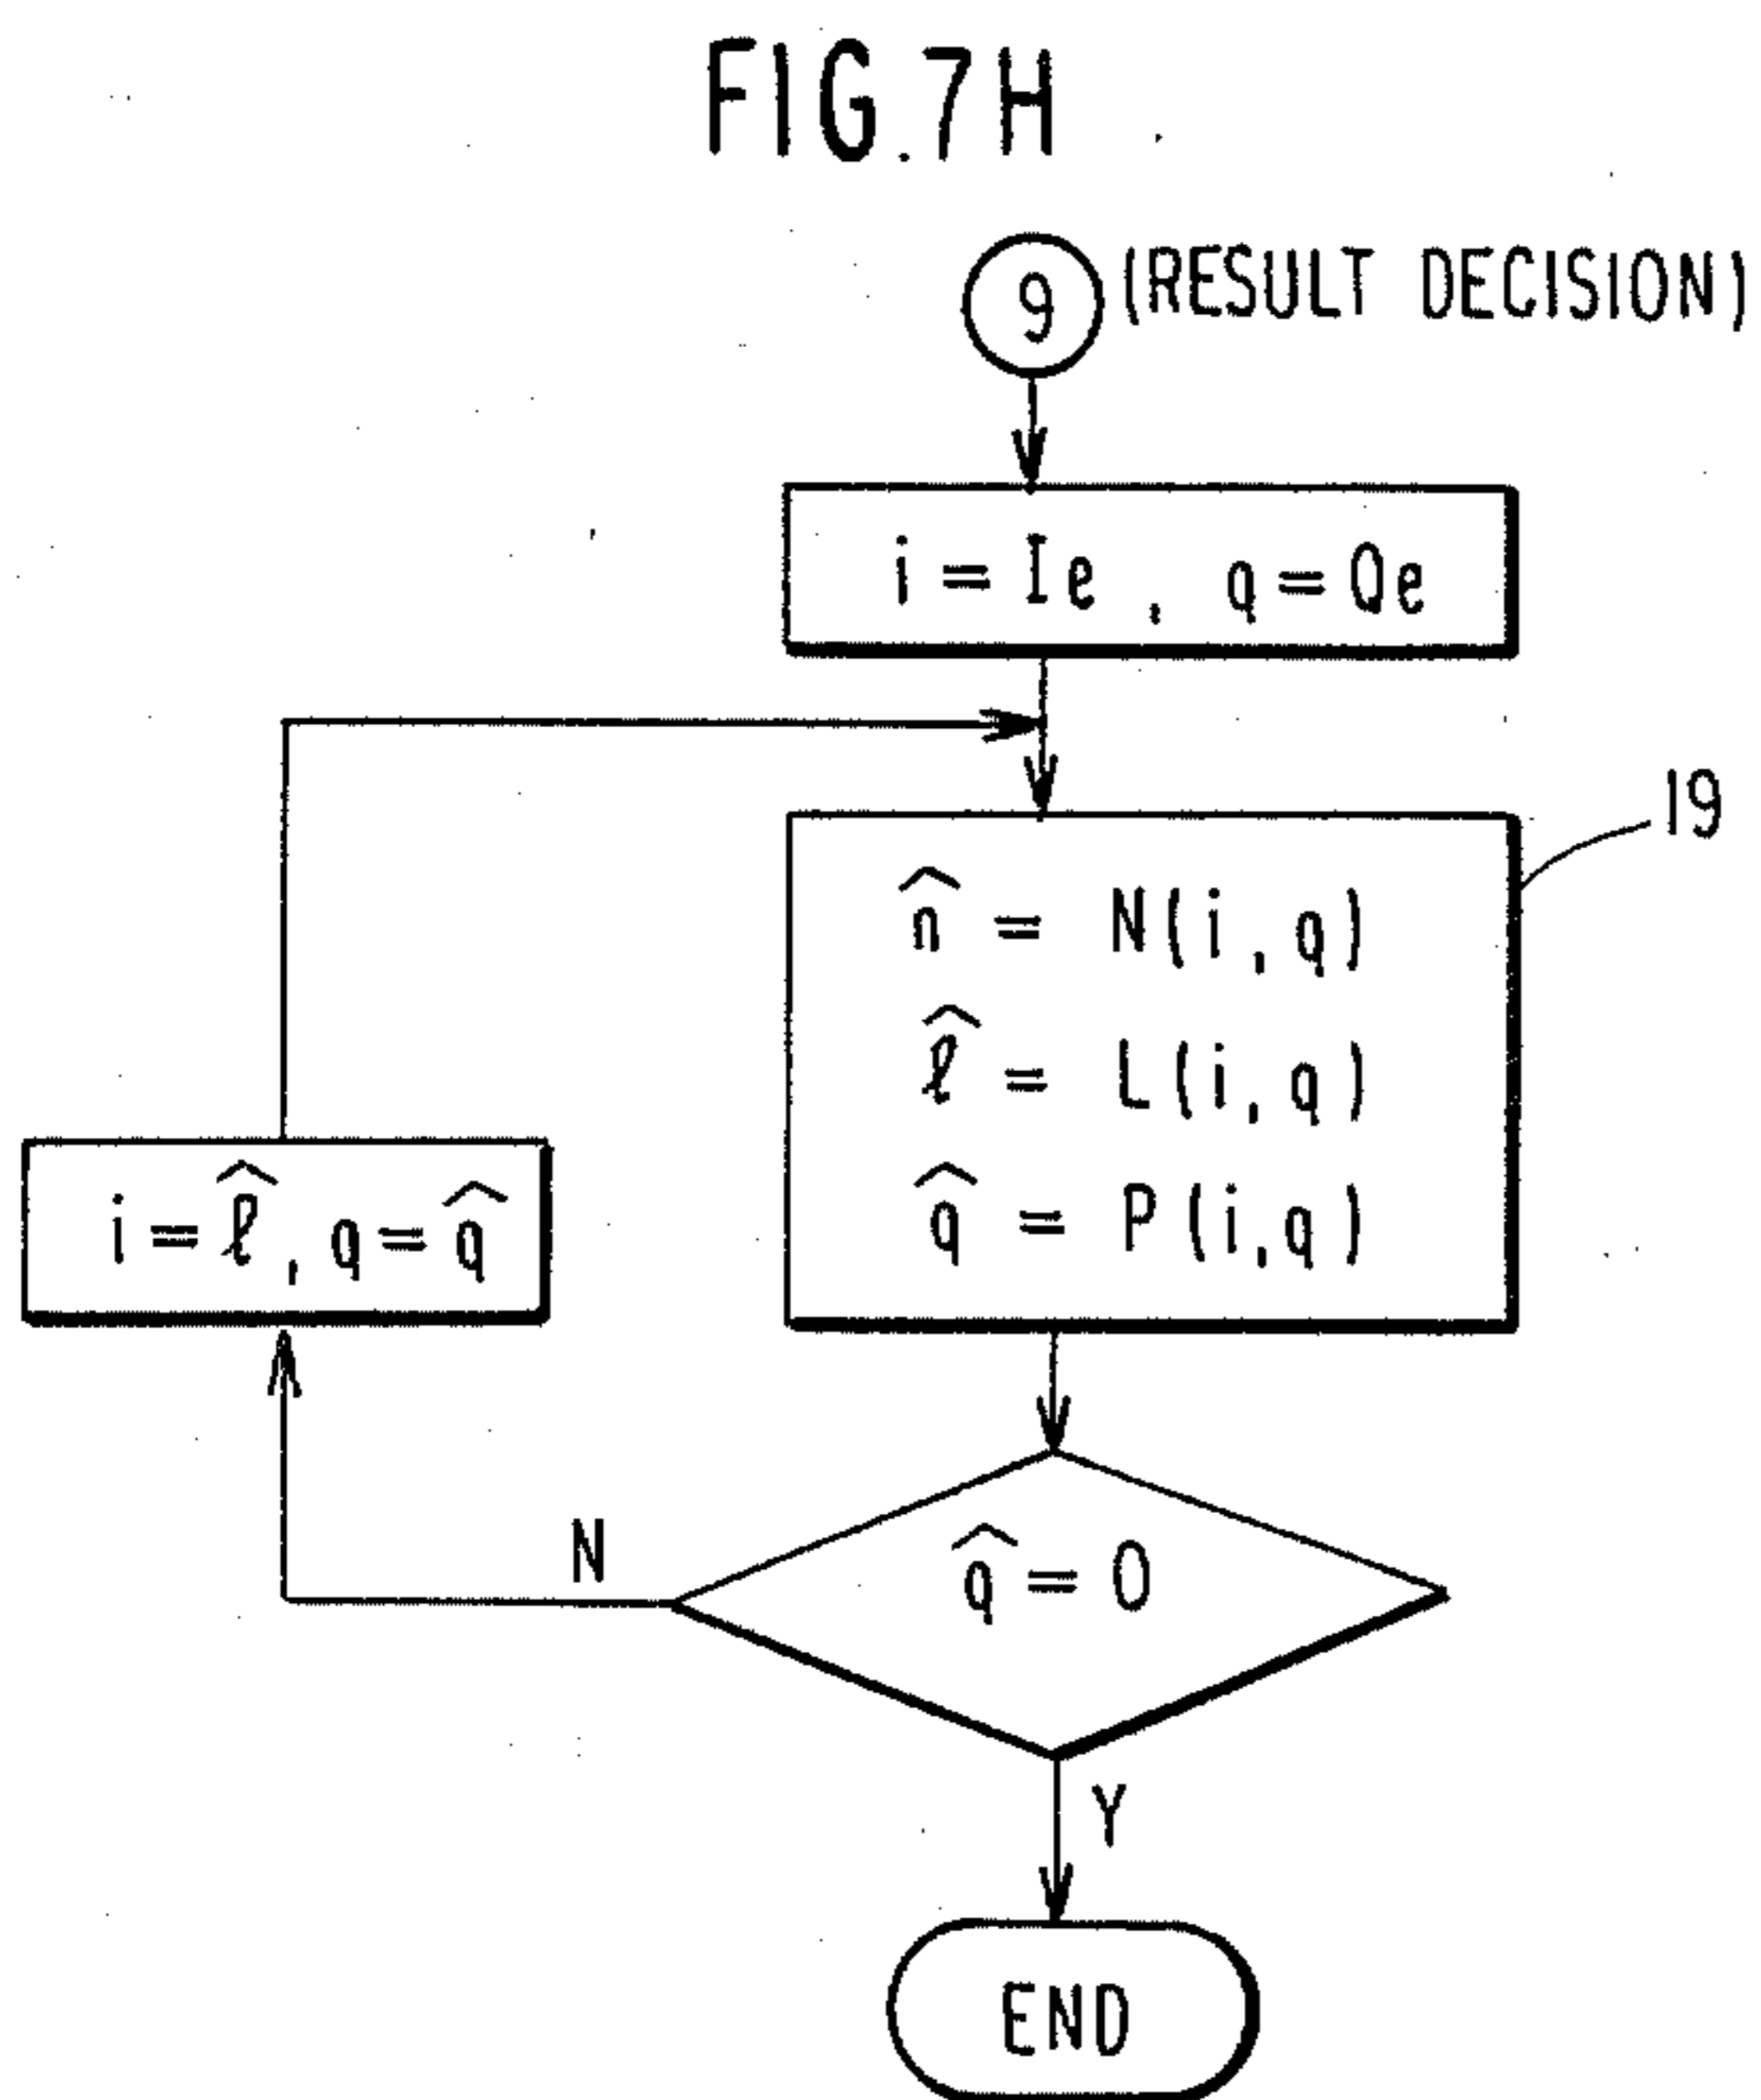 FIG.7H
9 (RESULT DECISION)
i = Ie , q = Qe
19
n̂ = N(i,q)
ℓ̂ = L(i,q)
q̂ = P(i,q)
i = ℓ̂, q = q̂
N
q̂ = 0
Y
END